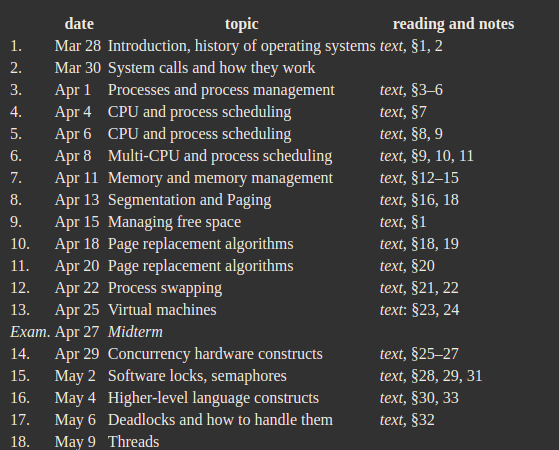 date topic reading and notes
1. Mar 28 Introduction, history of operating systems text, §1, 2
2. Mar 30 System calls and how they work
3. Apr 1 Processes and process management text, §3–6
4. Apr 4 CPU and process scheduling text, §7
5. Apr 6 CPU and process scheduling text, §8, 9
6. Apr 8 Multi-CPU and process scheduling text, §9, 10, 11
7. Apr 11 Memory and memory management text, §12–15
8. Apr 13 Segmentation and Paging text, §16, 18
9. Apr 15 Managing free space text, §1
10. Apr 18 Page replacement algorithms text, §18, 19
11. Apr 20 Page replacement algorithms text, §20
12. Apr 22 Process swapping text, §21, 22
13. Apr 25 Virtual machines text: §23, 24
Exam. Apr 27 Midterm
14. Apr 29 Concurrency hardware constructs text, §25–27
15. May 2 Software locks, semaphores text, §28, 29, 31
16. May 4 Higher-level language constructs text, §30, 33
17. May 6 Deadlocks and how to handle them text, §32
18. May 9 Threads